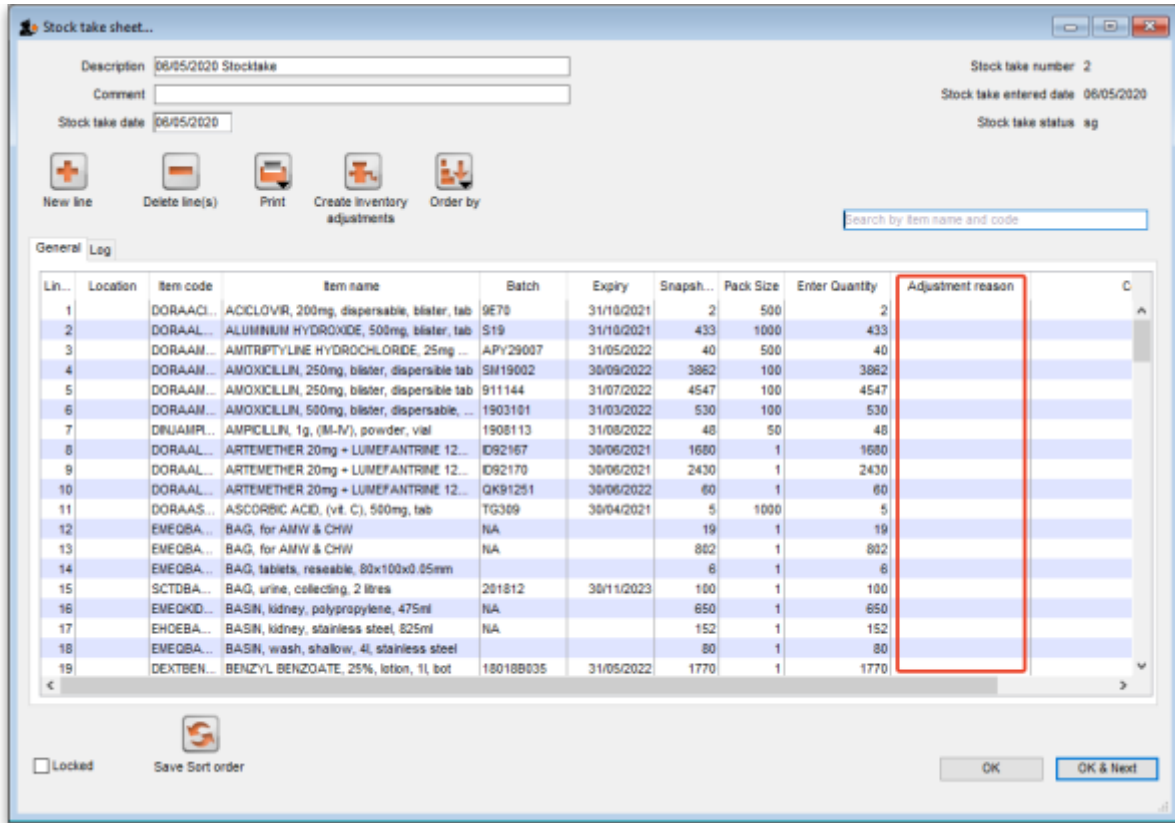 Stock take sheet...
Description 06/05/2020 Stocktake
Stock take number 2
Comment
Stock take entered date 06/05/2020
Stock take date 06/05/2020
Stock take status sg
New line
Delete line(s)
Print
Create Inventory adjustments
Order by
Search by item name and code
General Log
Lin... Location Item code Item name Batch Expiry Snapsh... Pack Size Enter Quantity Adjustment reason C
1 DORAACI... ACICLOVIR, 200mg, dispersable, blister, tab 9E70 31/10/2021 2 500 2
2 DORAAL... ALUMINIUM HYDROXIDE, 500mg, blister, tab S19 31/10/2021 433 1000 433
3 DORAAM... AMITRIPTYLINE HYDROCHLORIDE, 25mg ... APY29007 31/05/2022 40 500 40
4 DORAAM... AMOXICILLIN, 250mg, blister, dispersible tab SM19002 30/09/2022 3862 100 3862
5 DORAAM... AMOXICILLIN, 250mg, blister, dispersible tab 911144 31/07/2022 4547 100 4547
6 DORAAM... AMOXICILLIN, 500mg, blister, dispersable, ... 1903101 31/03/2022 530 100 530
7 DINJAMPI... AMPICILLIN, 1g, (IM-IV), powder, vial 1908113 31/08/2022 48 50 48
8 DORAAL... ARTEMETHER 20mg + LUMEFANTRINE 12... ID92167 30/06/2021 1680 1 1680
9 DORAAL... ARTEMETHER 20mg + LUMEFANTRINE 12... ID92170 30/06/2021 2430 1 2430
10 DORAAL... ARTEMETHER 20mg + LUMEFANTRINE 12... QK91251 30/06/2022 60 1 60
11 DORAAS... ASCORBIC ACID, (vit. C), 500mg, tab TG309 30/04/2021 5 1000 5
12 EMEQBA... BAG, for AMW & CHW NA 19 1 19
13 EMEQBA... BAG, for AMW & CHW NA 802 1 802
14 EMEQBA... BAG, tablets, reseable, 80x100x0.05mm 6 1 6
15 SCTDBA... BAG, urine, collecting, 2 litres 201812 30/11/2023 100 1 100
16 EMEQKID... BASIN, kidney, polypropylene, 475ml NA 650 1 650
17 EHOEBA... BASIN, kidney, stainless steel, 825ml NA 152 1 152
18 EMEQBA... BASIN, wash, shallow, 4l, stainless steel 80 1 80
19 DEXTBEN... BENZYL BENZOATE, 25%, lotion, 1l, bot 18018B035 31/05/2022 1770 1 1770
Locked
Save Sort order
OK
OK & Next